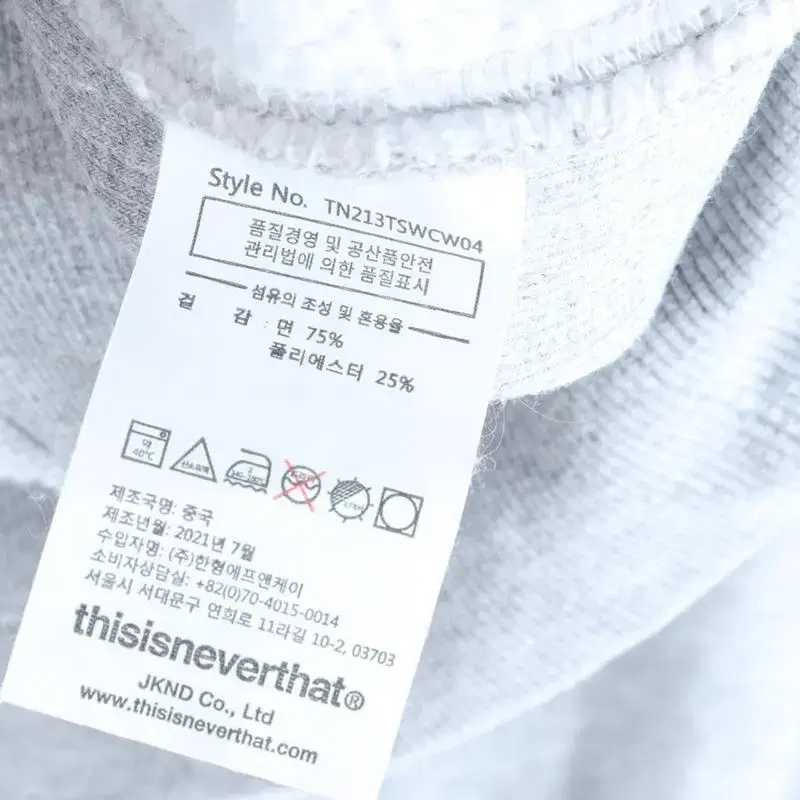 Style No. TN213TSWCW04
품질경영 및 공산품안전
관리법에 의한 품질표시
섬유의 조성 및 혼용율
겉 감 : 면 75%
폴리에스터 25%
약
40°C
제조국명: 중국
제조년월: 2021년 7월
수입자명: (주)한형에프앤케이
소비자상담실: +82(0)70-4015-0014
서울시 서대문구 연희로 11라길 10-2, 03703
thisisneverthat®
JKND Co., Ltd
www.thisisneverthat.com